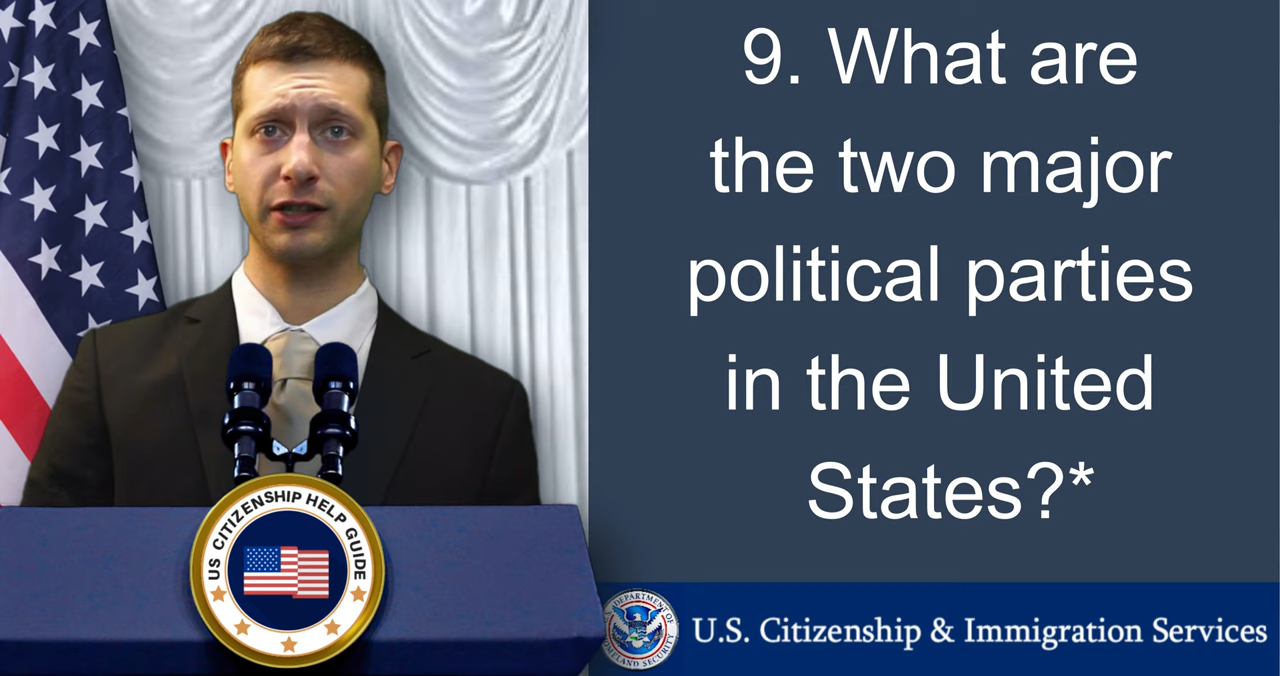 9. What are
the two major
political parties
in the United
States?*
US CITIZENSHIP HELP GUIDE
U.S. Citizenship & Immigration Services